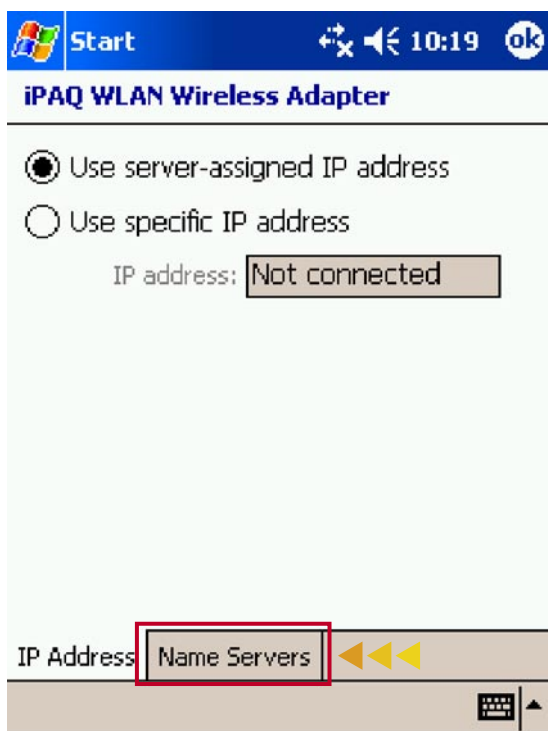 Start 10:19 ok
iPAQ WLAN Wireless Adapter
Use server-assigned IP address
Use specific IP address
IP address: Not connected
IP Address Name Servers